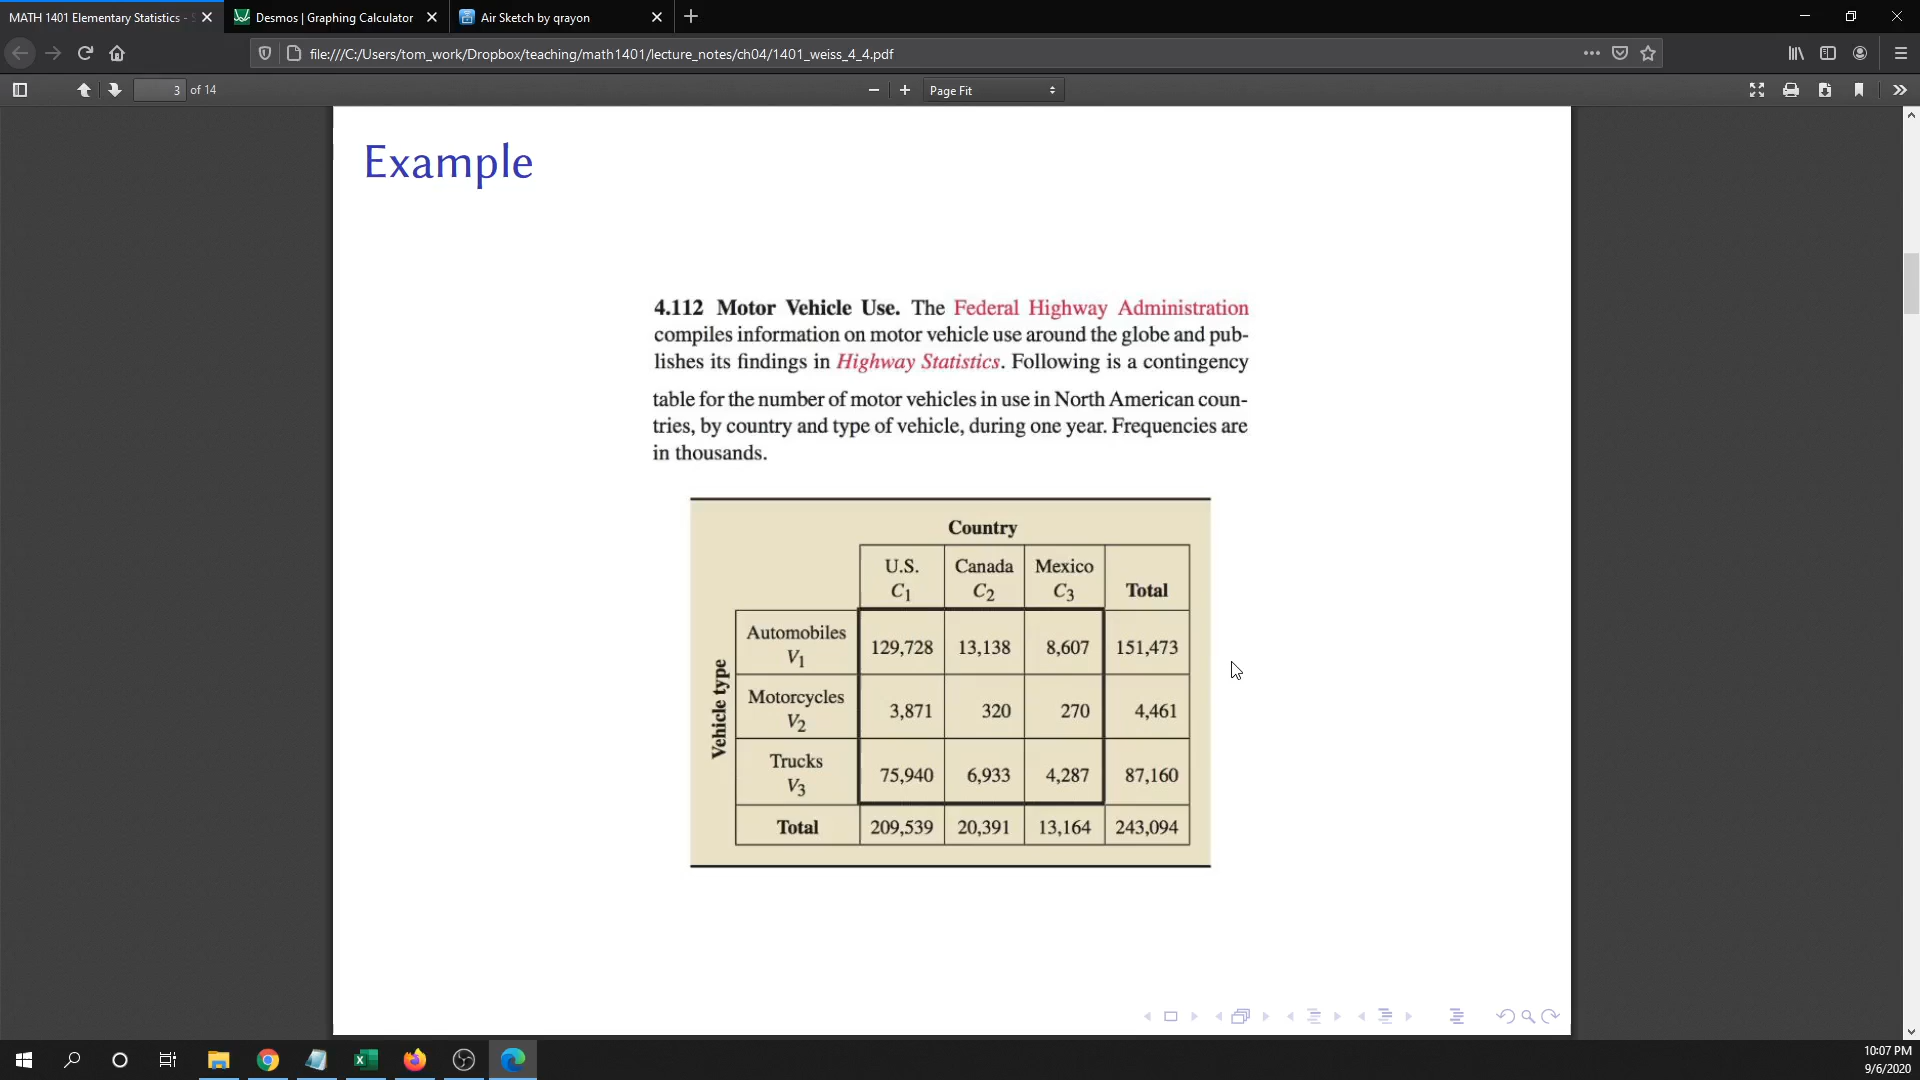 MATH 1401 Elementary Statistics -
Desmos | Graphing Calculator
Air Sketch by qrayon
file:///C:/Users/tom_work/Dropbox/teaching/math1401/lecture_notes/ch04/1401_weiss_4_4.pdf
3 of 14
Page Fit
Example
4.112 Motor Vehicle Use. The Federal Highway Administration
compiles information on motor vehicle use around the globe and pub-
lishes its findings in Highway Statistics. Following is a contingency
table for the number of motor vehicles in use in North American coun-
tries, by country and type of vehicle, during one year. Frequencies are
in thousands.
Country
U.S. Canada Mexico
C1 C2 C3 Total
Vehicle type
Automobiles
V1 129,728 13,138 8,607 151,473
Motorcycles
V2 3,871 320 270 4,461
Trucks
V3 75,940 6,933 4,287 87,160
Total 209,539 20,391 13,164 243,094
10:07 PM
9/6/2020